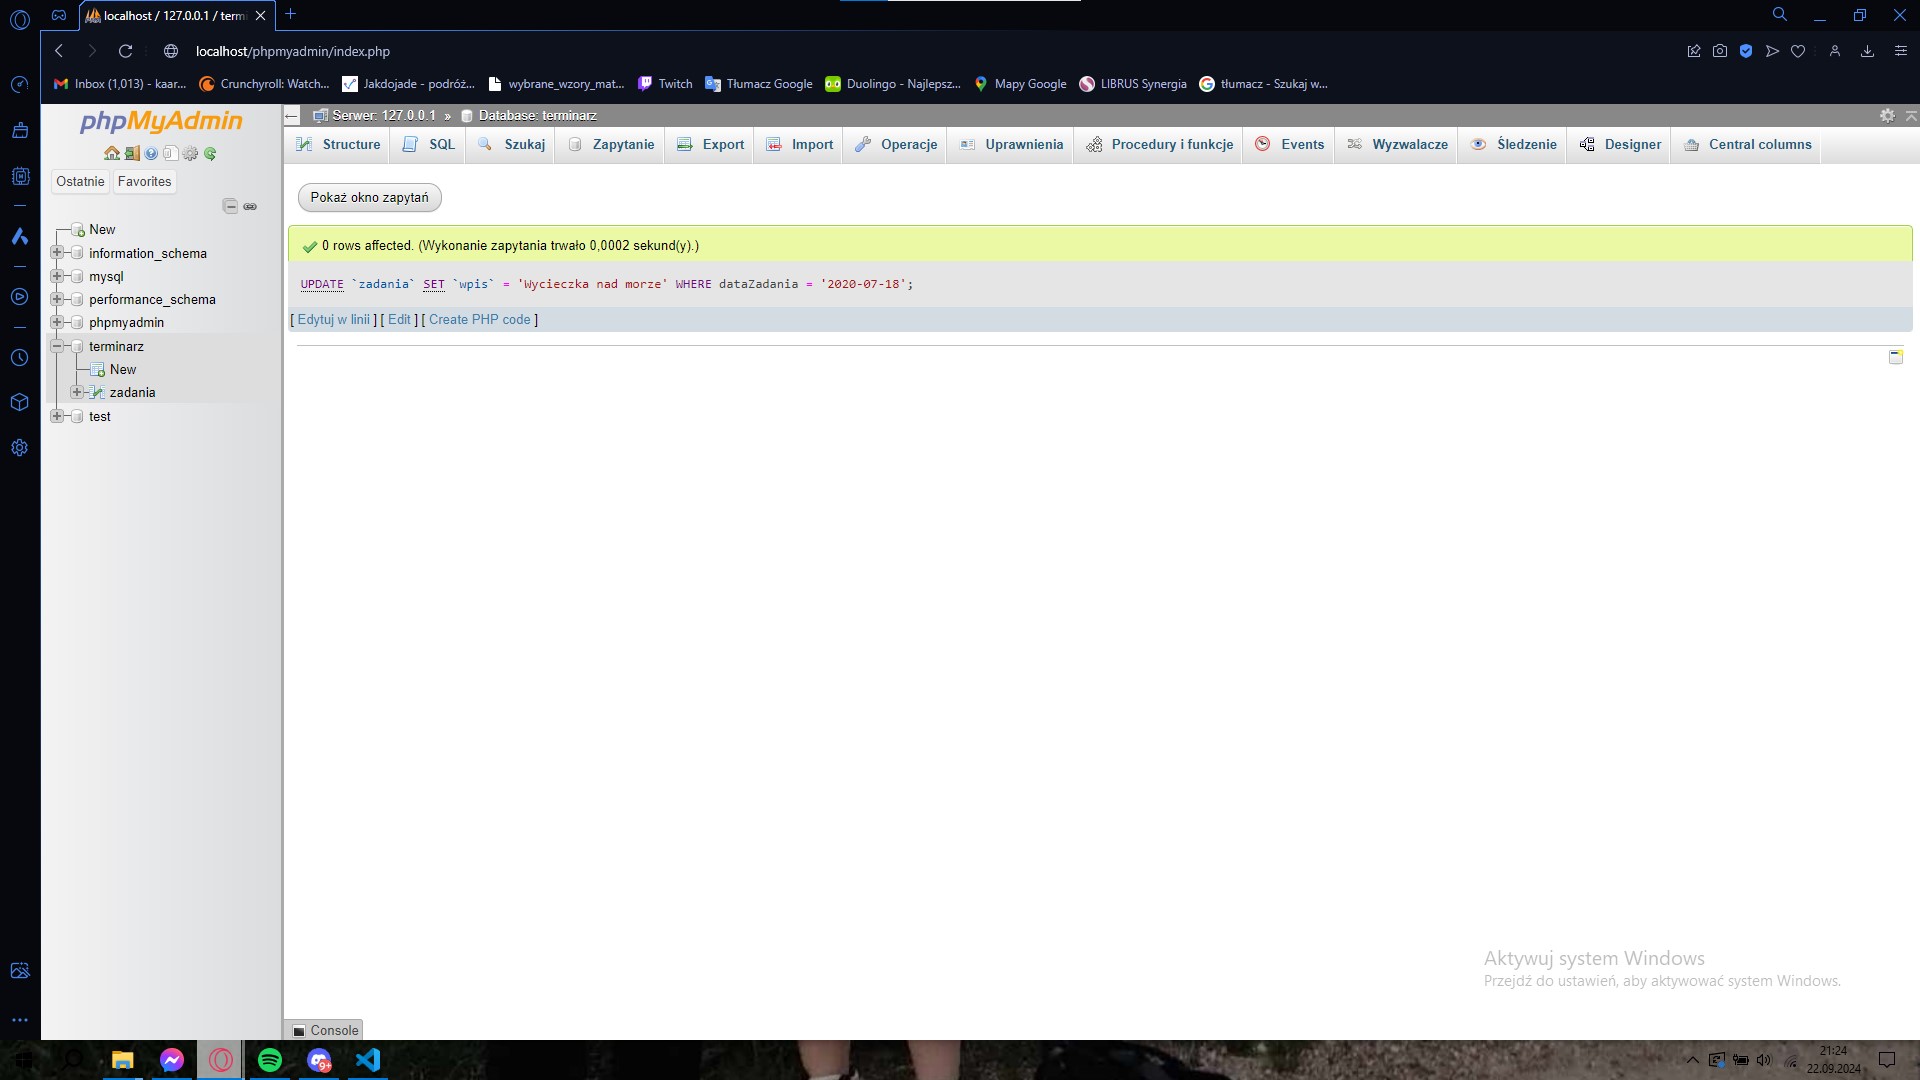 localhost / 127.0.0.1 / termi
localhost/phpmyadmin/index.php
Inbox (1,013) - kaar...
Crunchyroll: Watch...
Jakdojade - podróż...
wybrane_wzory_mat...
Twitch
Tłumacz Google
Duolingo - Najlepsz...
Mapy Google
LIBRUS Synergia
tłumacz - Szukaj w...
phpMyAdmin
Ostatnie
Favorites
New
information_schema
mysql
performance_schema
phpmyadmin
terminarz
New
zadania
test
Serwer: 127.0.0.1 » Database: terminarz
Structure
SQL
Szukaj
Zapytanie
Export
Import
Operacje
Uprawnienia
Procedury i funkcje
Events
Wyzwalacze
Śledzenie
Designer
Central columns
Pokaż okno zapytań
0 rows affected. (Wykonanie zapytania trwało 0,0002 sekund(y).)
UPDATE `zadania` SET `wpis` = 'Wycieczka nad morze' WHERE dataZadania = '2020-07-18';
[ Edytuj w linii ] [ Edit ] [ Create PHP code ]
Aktywuj system Windows
Przejdź do ustawień, aby aktywować system Windows.
Console
9+
21:24
22.09.2024